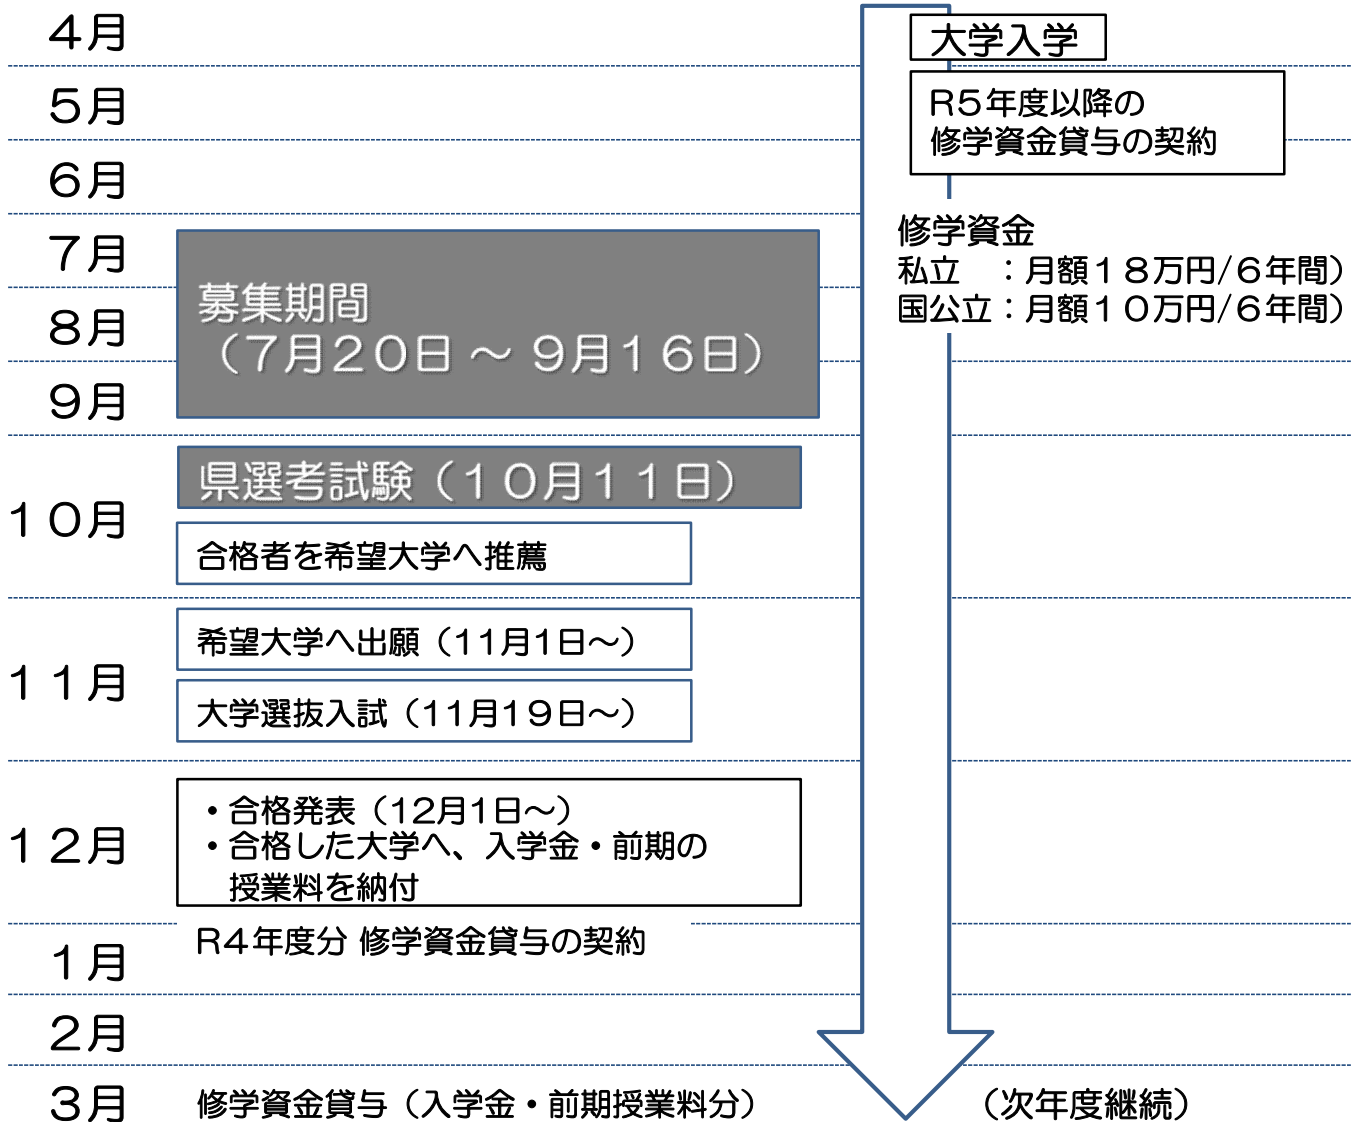 ４月
大学入学
５月
R５年度以降の
修学資金貸与の契約
６月
修学資金
私立　：月額１８万円/６年間）
国公立：月額１０万円/６年間）
７月
８月
９月
募集期間
（７月２０日 ～ ９月１６日）
１０月
県選考試験（１０月１１日）
合格者を希望大学へ推薦
１１月
希望大学へ出願（11月1日～）
大学選抜入試（11月19日～）
１２月
・合格発表（12月1日～）
・合格した大学へ、入学金・前期の
授業料を納付
１月
R４年度分 修学資金貸与の契約
２月
３月
修学資金貸与（入学金・前期授業料分）
（次年度継続）